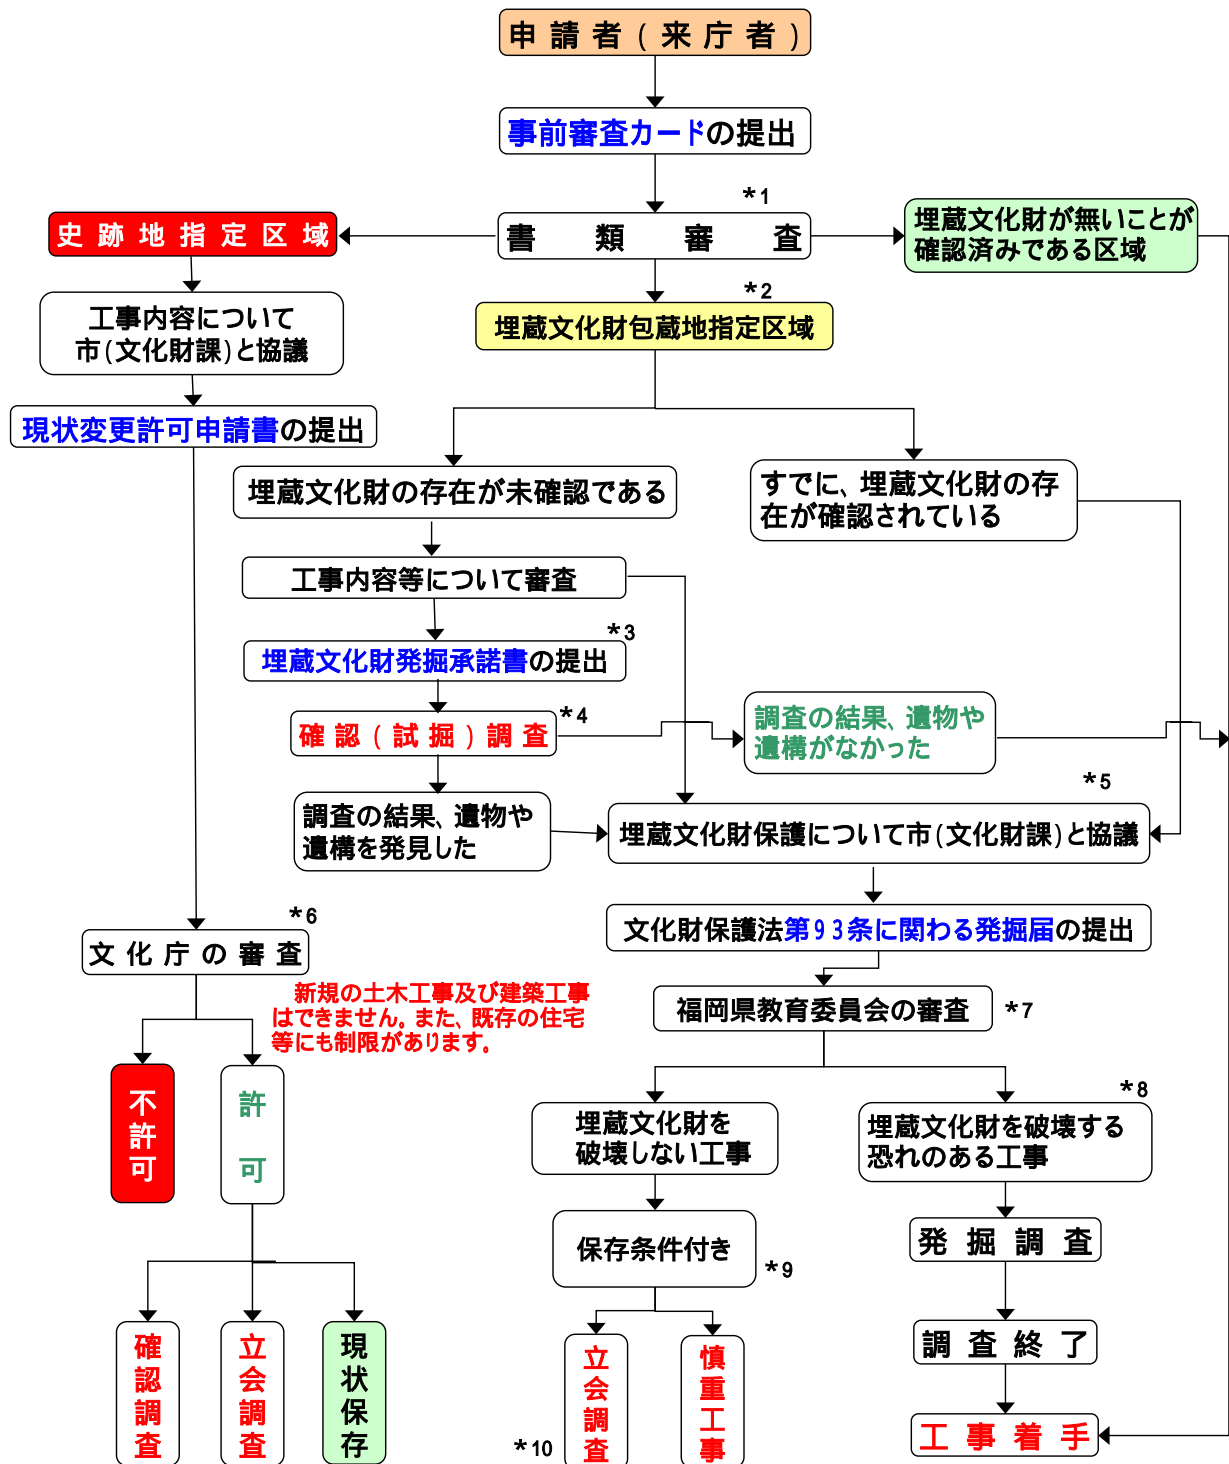 申請者(来庁者)
事前審査カードの提出
*1
書類審査
史跡地指定区域
埋蔵文化財が無いことが
確認済みである区域
*2
埋蔵文化財包蔵地指定区域
工事内容について
市(文化財課)と協議
現状変更許可申請書の提出
埋蔵文化財の存在が未確認である
すでに、埋蔵文化財の存
在が確認されている
工事内容等について審査
*3
埋蔵文化財発掘承諾書の提出
*4
確認(試掘)調査
調査の結果、遺物や
遺構がなかった
調査の結果、遺物や
遺構を発見した
*5
埋蔵文化財保護について市(文化財課)と協議
文化財保護法第93条に関わる発掘届の提出
*6
文化庁の審査
新規の土木工事及び建築工事
はできません。また、既存の住宅
等にも制限があります。
福岡県教育委員会の審査
*7
不許可
許可
埋蔵文化財を
破壊しない工事
*8
埋蔵文化財を破壊する
恐れのある工事
保存条件付き
*9
発掘調査
調査終了
工事着手
確認調査
立会調査
現状保存
*10
立会調査
慎重工事